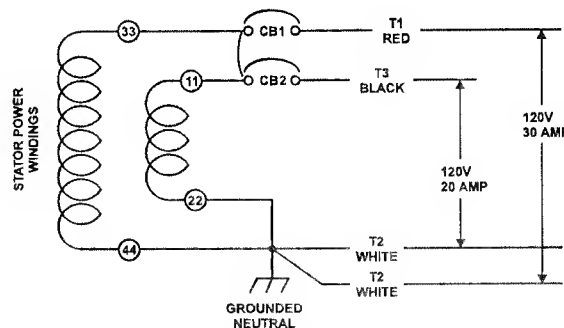 33
CB1
T1
RED
11
CB2
T3
BLACK
STATOR POWER
WINDINGS
120V
30 AMP
120V
20 AMP
22
44
T2
WHITE
T2
WHITE
GROUNDED
NEUTRAL